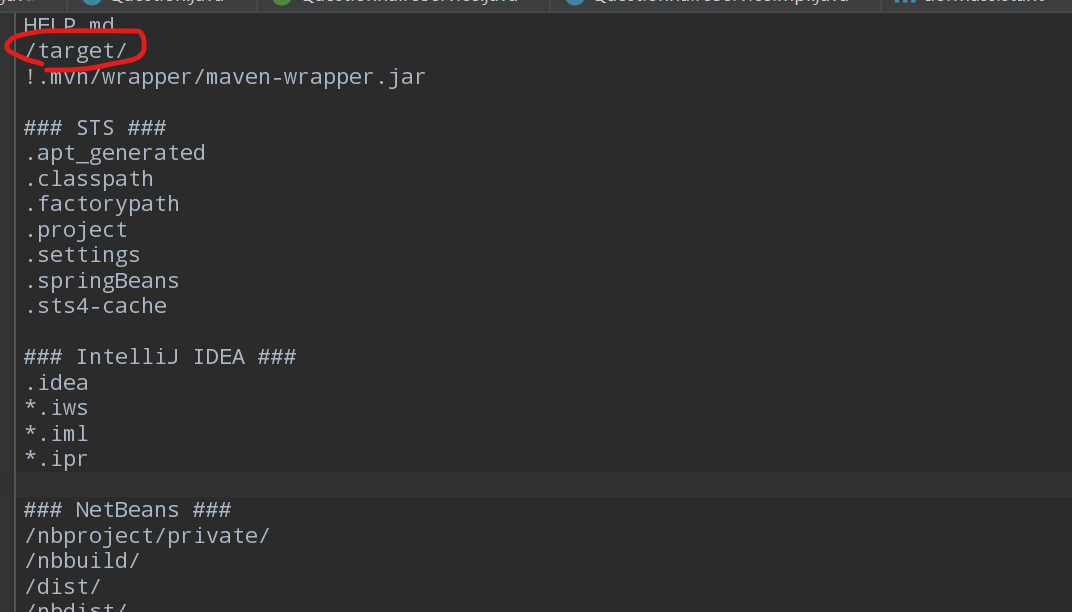 HELP.md
/target/
!.mvn/wrapper/maven-wrapper.jar
### STS ###
.apt_generated
.classpath
.factorypath
.project
.settings
.springBeans
.sts4-cache
### IntelliJ IDEA ###
.idea
*.iws
*.iml
*.ipr
### NetBeans ###
/nbproject/private/
/nbbuild/
/dist/
/nbdist/